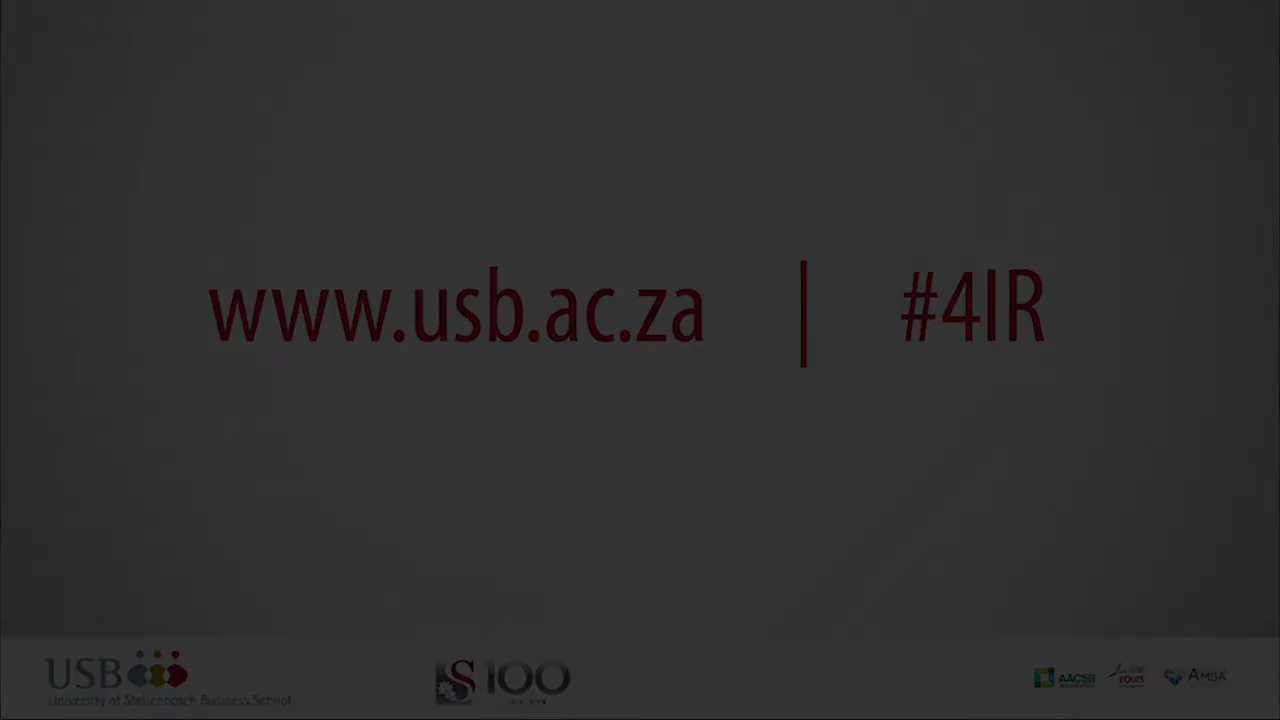 www.usb.ac.za | #4IR
USB
University of Stellenbosch Business School
S 100
AACSB
EQUIS
AMBA